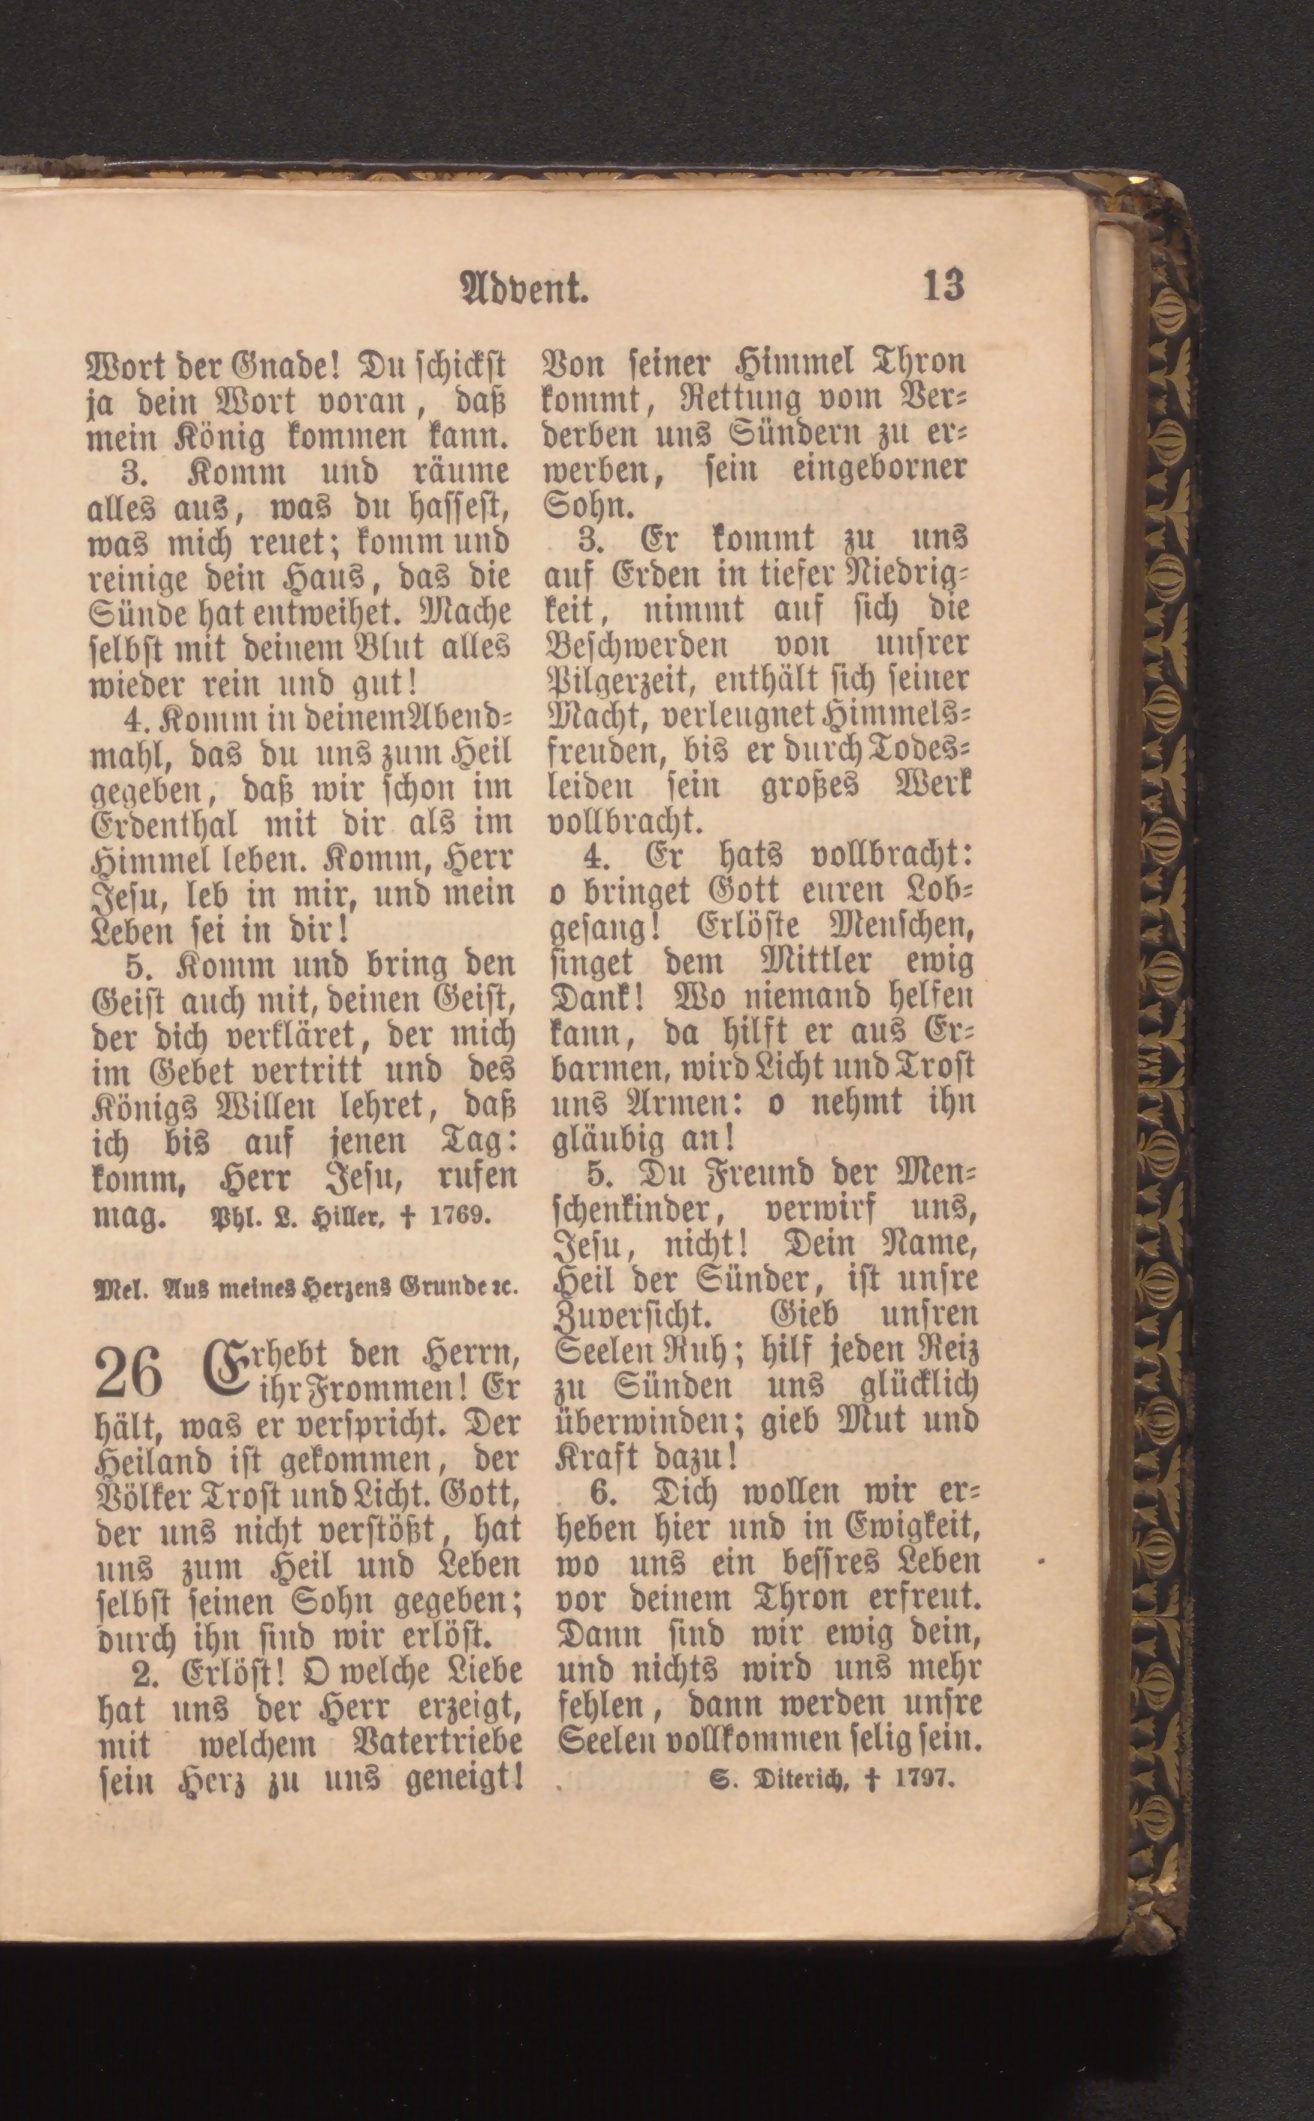 Advent. 13
Wort der Gnade! Du schickst
ja dein Wort voran, daß
mein König kommen kann.
3. Komm und räume
alles aus, was du hassest,
was mich reuet; komm und
reinige dein Haus, das die
Sünde hat entweihet. Mache
selbst mit deinem Blut alles
wieder rein und gut!
4. Komm in deinem Abend-
mahl, das du uns zum Heil
gegeben, daß wir schon im
Erdenthal mit dir als im
Himmel leben. Komm, Herr
Jesu, leb in mir, und mein
Leben sei in dir!
5. Komm und bring den
Geist auch mit, deinen Geist,
der dich verkläret, der mich
im Gebet vertritt und des
Königs Willen lehret, daß
ich bis auf jenen Tag:
komm, Herr Jesu, rufen
mag. Phl. L. Hiller, † 1769.
Mel. Aus meines Herzens Grunde ꝛc.
26 Erhebt den Herrn,
ihr Frommen! Er
hält, was er verspricht. Der
Heiland ist gekommen, der
Völker Trost und Licht. Gott,
der uns nicht verstößt, hat
uns zum Heil und Leben
selbst seinen Sohn gegeben;
durch ihn sind wir erlöst.
2. Erlöst! O welche Liebe
hat uns der Herr erzeigt,
mit welchem Vatertriebe
sein Herz zu uns geneigt!
Von seiner Himmel Thron
kommt, Rettung vom Ver-
derben uns Sündern zu er-
werben, sein eingeborner
Sohn.
3. Er kommt zu uns
auf Erden in tiefer Niedrig-
keit, nimmt auf sich die
Beschwerden von unsrer
Pilgerzeit, enthält sich seiner
Macht, verleugnet Himmels-
freuden, bis er durch Todes-
leiden sein großes Werk
vollbracht.
4. Er hats vollbracht:
o bringet Gott euren Lob-
gesang! Erlöste Menschen,
singet dem Mittler ewig
Dank! Wo niemand helfen
kann, da hilft er aus Er-
barmen, wird Licht und Trost
uns Armen: o nehmt ihn
gläubig an!
5. Du Freund der Men-
schenkinder, verwirf uns,
Jesu, nicht! Dein Name,
Heil der Sünder, ist unsre
Zuversicht. Gieb unsren
Seelen Ruh; hilf jeden Reiz
zu Sünden uns glücklich
überwinden; gieb Mut und
Kraft dazu!
6. Dich wollen wir er-
heben hier und in Ewigkeit,
wo uns ein bessres Leben
vor deinem Thron erfreut.
Dann sind wir ewig dein,
und nichts wird uns mehr
fehlen, dann werden unsre
Seelen vollkommen selig sein.
S. Diterich, † 1797.